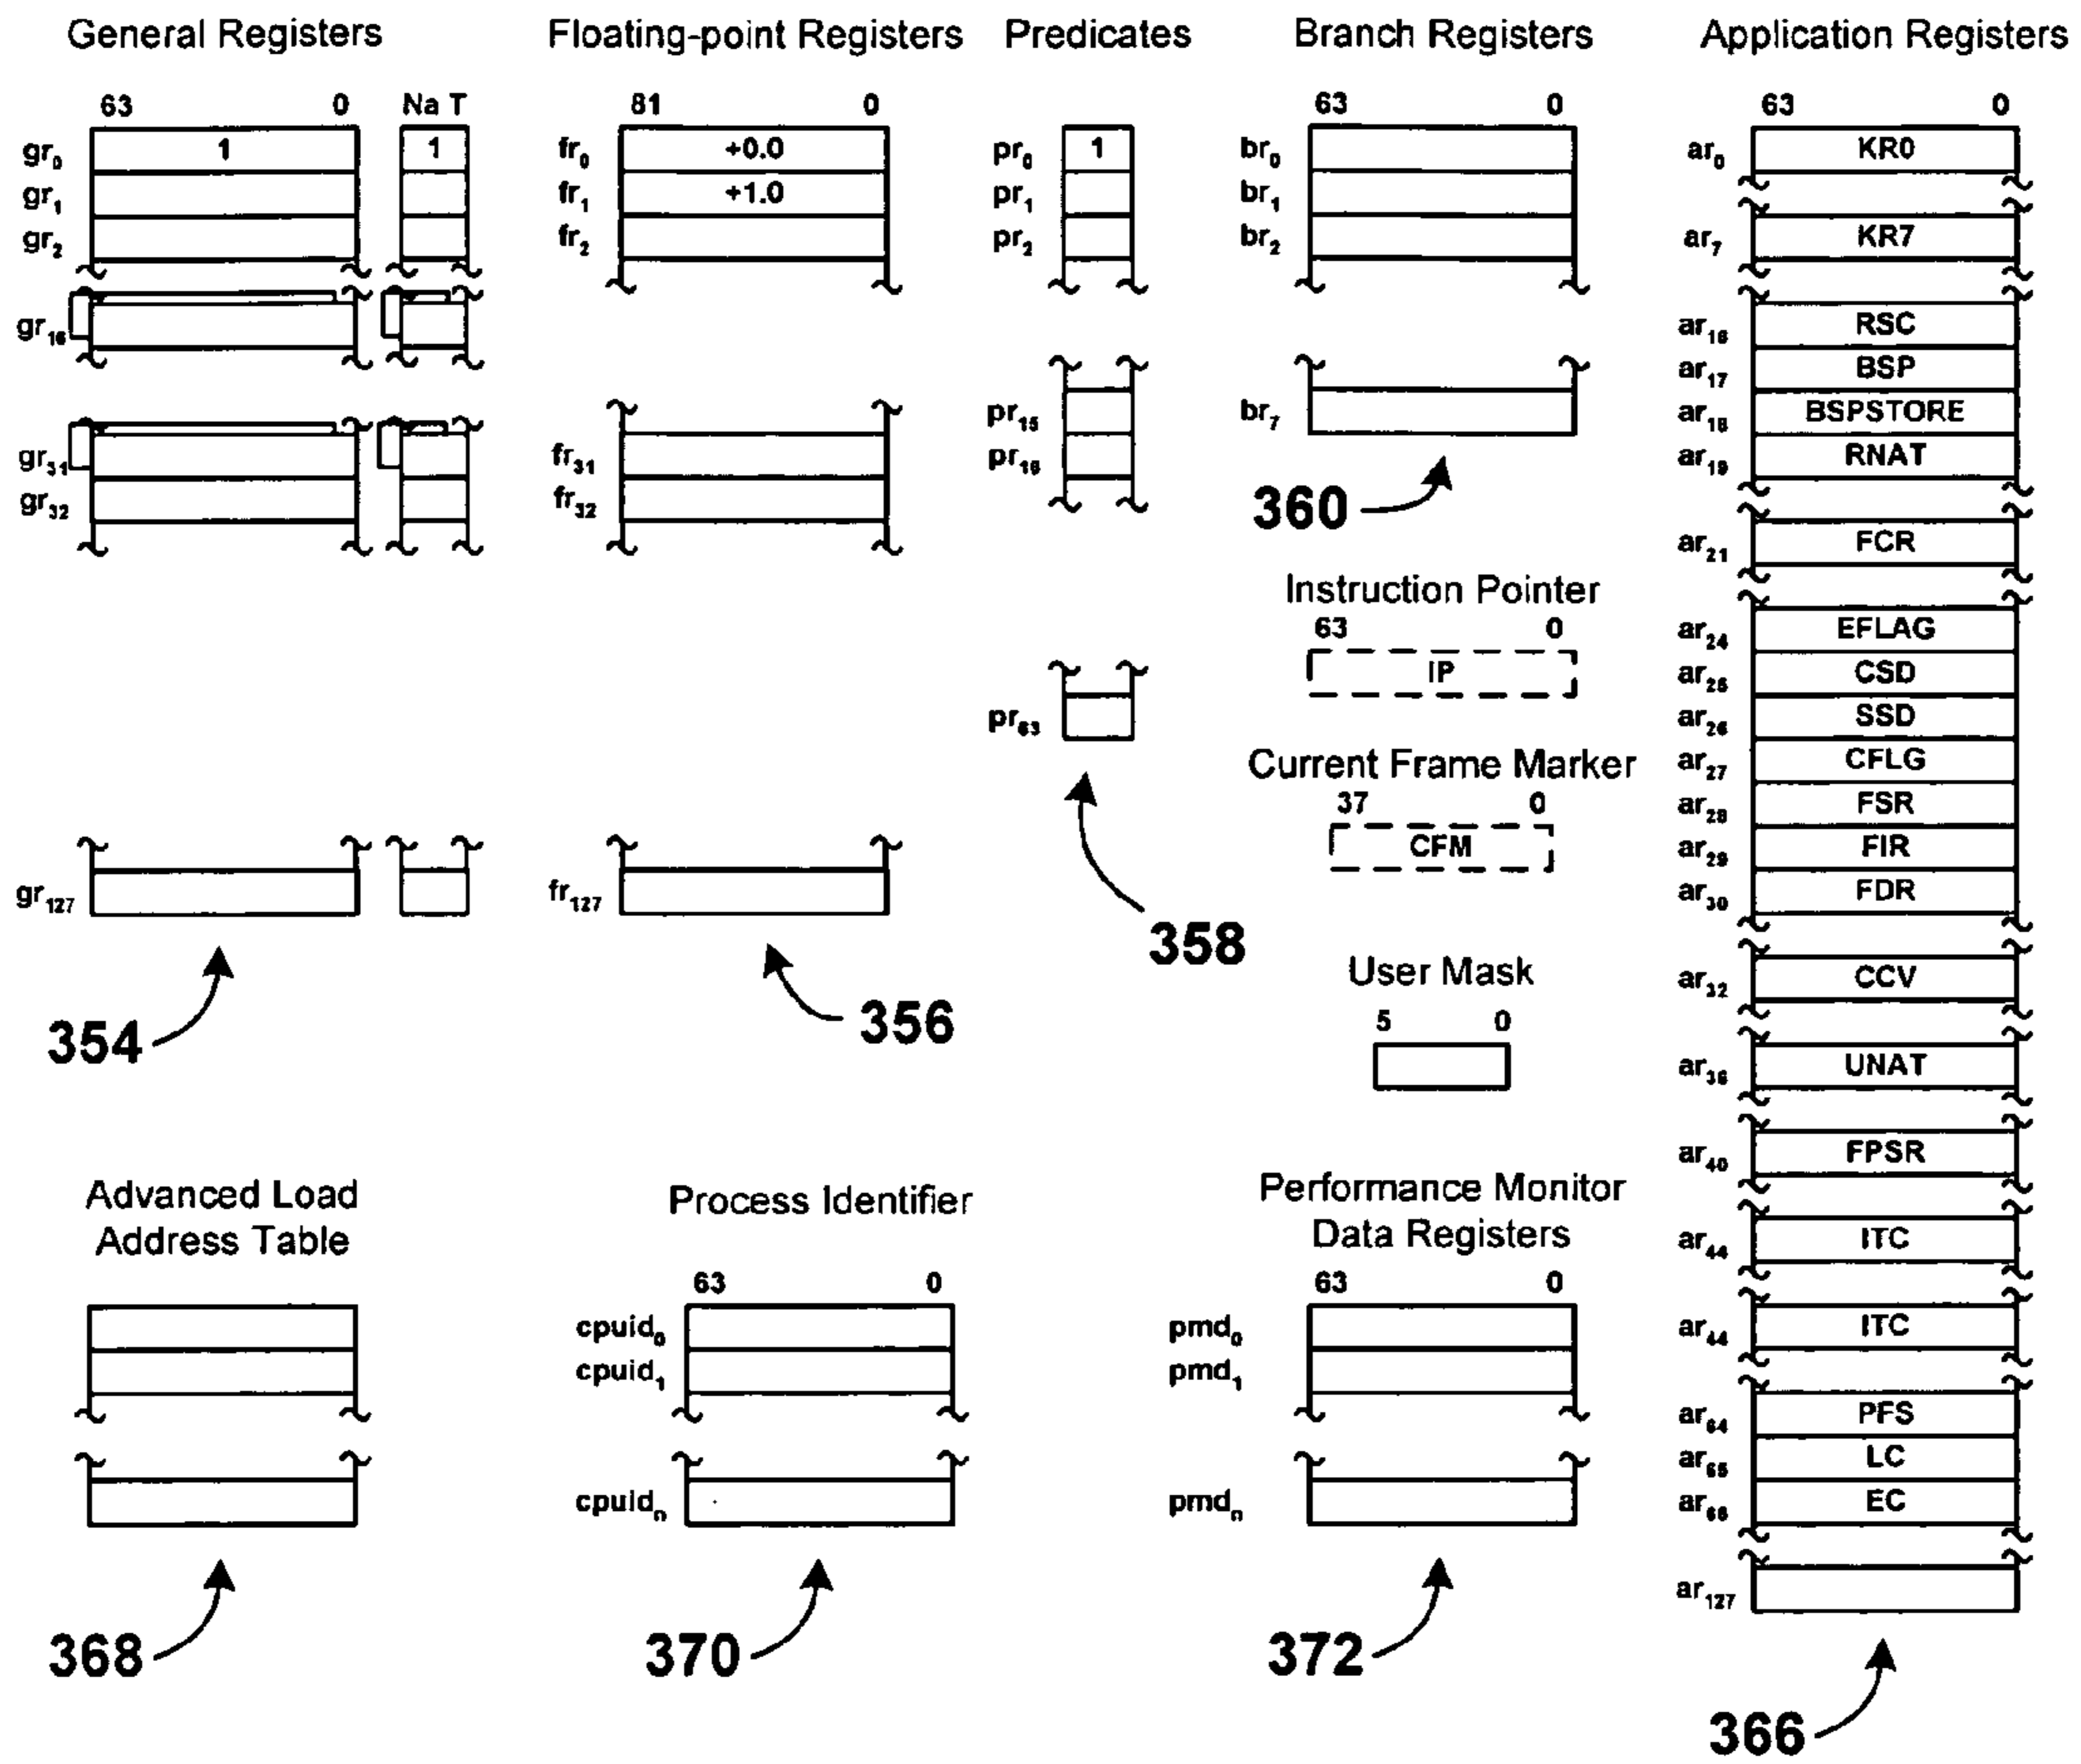 General Registers
63 0 Na T
gr0 1 1
gr1
gr2
gr16
gr31
gr32
gr127
354
Floating-point Registers
81 0
fr0 +0.0
fr1 +1.0
fr2
fr31
fr32
fr127
356
Predicates
pr0 1
pr1
pr2
pr15
pr16
pr63
358
Branch Registers
63 0
br0
br1
br2
br7
360
Instruction Pointer
63 0
IP
Current Frame Marker
37 0
CFM
User Mask
5 0
Application Registers
63 0
ar0 KR0
ar7 KR7
ar16 RSC
ar17 BSP
ar18 BSPSTORE
ar19 RNAT
ar21 FCR
ar24 EFLAG
ar25 CSD
ar26 SSD
ar27 CFLG
ar28 FSR
ar29 FIR
ar30 FDR
ar32 CCV
ar36 UNAT
ar40 FPSR
ar44 ITC
ar44 ITC
ar64 PFS
ar65 LC
ar66 EC
ar127
366
Advanced Load
Address Table
368
Process Identifier
63 0
cpuid0
cpuid1
cpuidn
370
Performance Monitor
Data Registers
63 0
pmd0
pmd1
pmdn
372